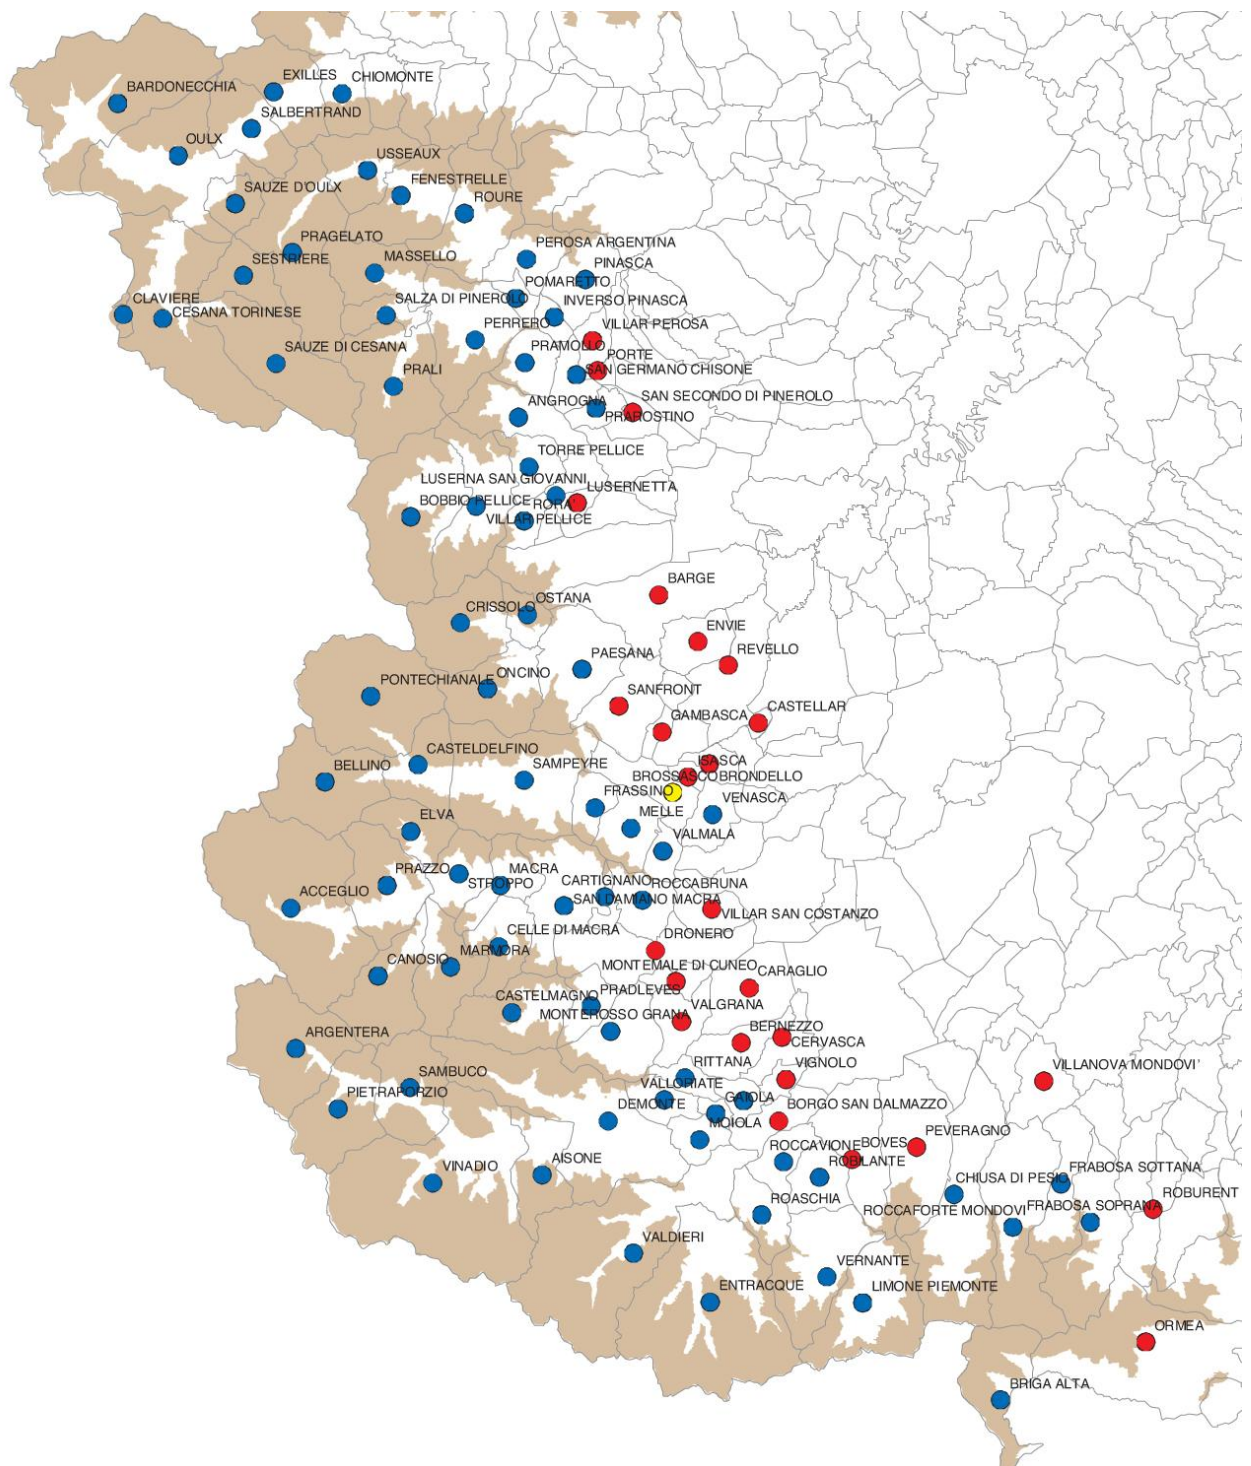 EXILLES
CHIOMONTE
BARDONECCHIA
SALBERTRAND
OULX
USSEAUX
FENESTRELLE
SAUZE D'OULX
ROURE
PRAGELATO
PEROSA ARGENTINA
SESTRIERE
MASSELLO
PINASCA
POMARETTO
CLAVIERE
CESANA TORINESE
SALZA DI PINEROLO
INVERSO PINASCA
PERRERO
VILLAR PEROSA
SAUZE DI CESANA
PRAMOLLO
PORTE
PRALI
SAN GERMANO CHISONE
ANGROGNA
SAN SECONDO DI PINEROLO
PRAROSTINO
TORRE PELLICE
LUSERNA SAN GIOVANNI
LUSERNETTA
BOBBIO PELLICE
RORA'
VILLAR PELLICE
BARGE
OSTANA
CRISSOLO
ENVIE
PAESANA
REVELLO
ONCINO
PONTECHIANALE
SANFRONT
GAMBASCA
CASTELLAR
CASTELDELFINO
SAMPEYRE
ISASCA
BELLINO
BROSSASCO
BRONDELLO
FRASSINO
VENASCA
MELLE
ELVA
VALMALA
PRAZZO
MACRA
STROPPO
CARTIGNANO
ROCCABRUNA
ACCEGLIO
SAN DAMIANO MACRA
VILLAR SAN COSTANZO
CELLE DI MACRA
DRONERO
MARMORA
CANOSIO
MONTEMALE DI CUNEO
CARAGLIO
CASTELMAGNO
PRADLEVES
VALGRANA
MONTEROSSO GRANA
ARGENTERA
BERNEZZO
CERVASCA
RITTANA
VIGNOLO
VILLANOVA MONDOVI'
SAMBUCO
PIETRAPORZIO
VALLORIATE
GAIOLA
DEMONTE
MOIOLA
BORGO SAN DALMAZZO
PEVERAGNO
ROCCAVIONE
BOVES
AISONE
ROBILANTE
VINADIO
CHIUSA DI PESIO
FRABOSA SOTTANA
ROBURENT
ROASCHIA
ROCCAFORTE MONDOVI
FRABOSA SOPRANA
VALDIERI
VERNANTE
ENTRACQUE
LIMONE PIEMONTE
ORMEA
BRIGA ALTA